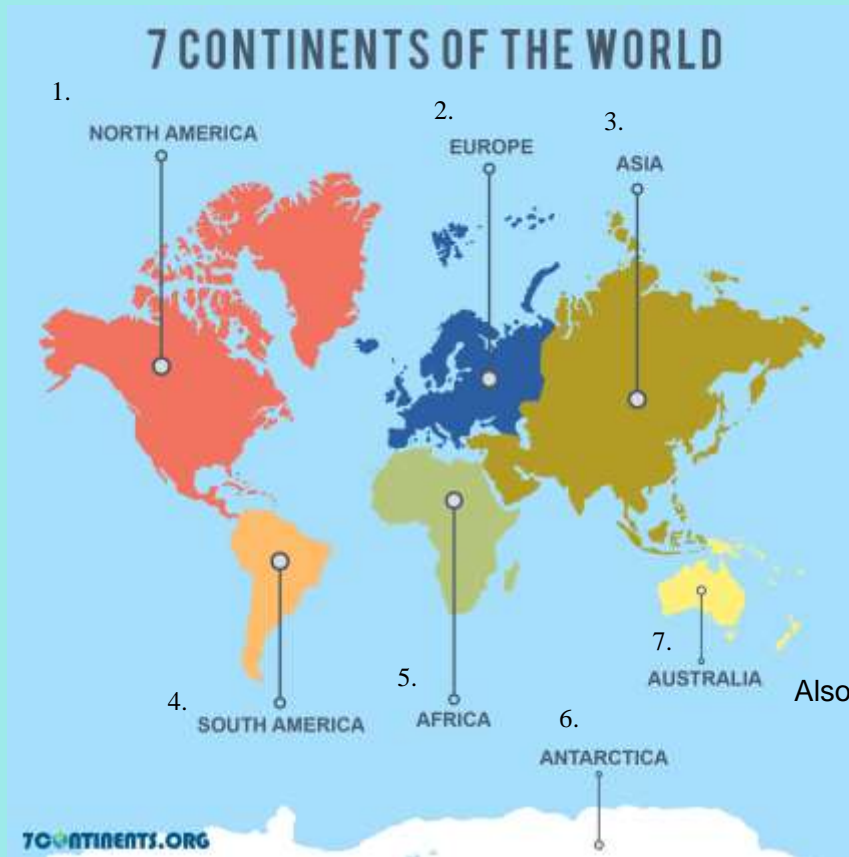 7 CONTINENTS OF THE WORLD
1.
NORTH AMERICA
2.
EUROPE
3.
ASIA
4.
SOUTH AMERICA
5.
AFRICA
6.
ANTARCTICA
7.
AUSTRALIA
Also
7CONTINENTS.ORG